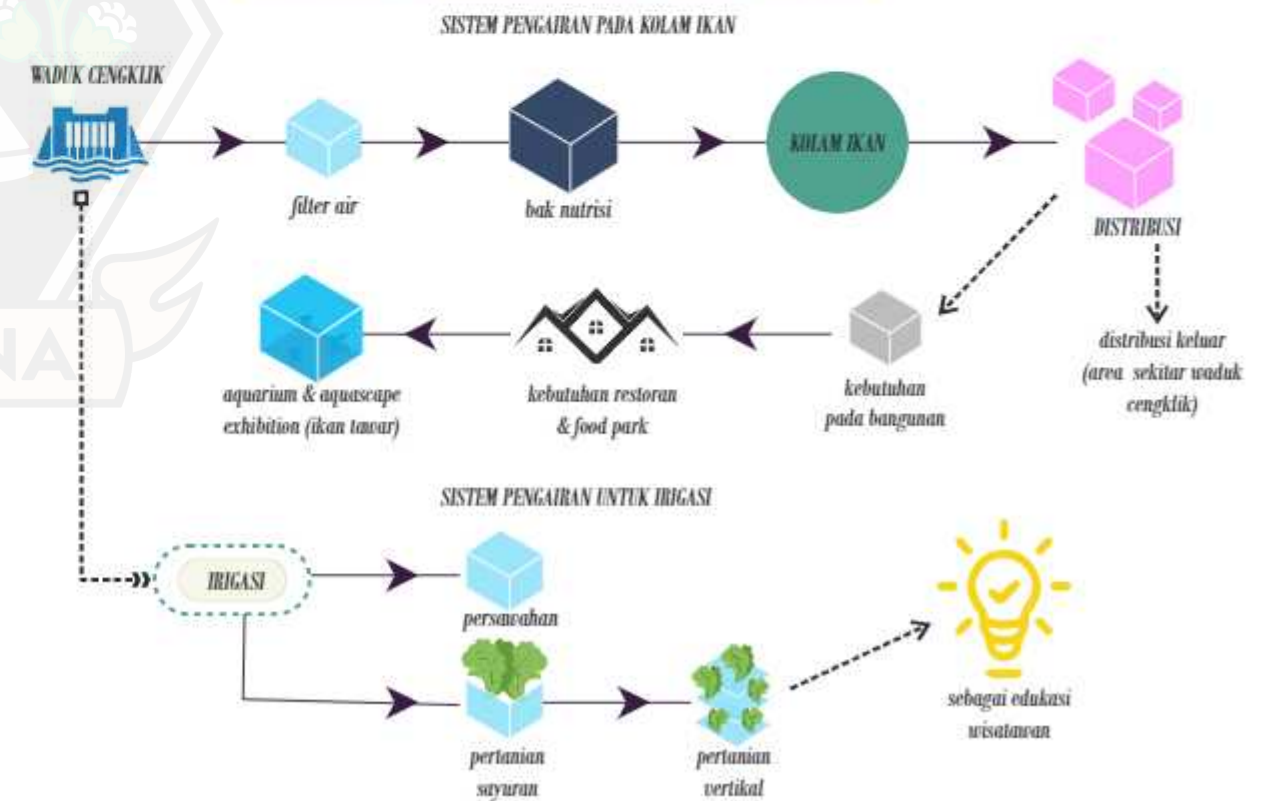 SISTEM PENGAIRAN PADA KOLAM IKAN
WADUK CENGKLIK
KOLAM IKAN
filter air
bak nutrisi
DISTRIBUSI
distribusi keluar
(area sekitar waduk
cengklik)
kebutuhan
pada bangunan
kebutuhan restoran
& food park
aquarium & aquascape
exhibition (ikan tawar)
SISTEM PENGAIRAN UNTUK IRIGASI
IRIGASI
persawahan
pertanian
sayuran
pertanian
vertikal
sebagai edukasi
wisatawan
NA